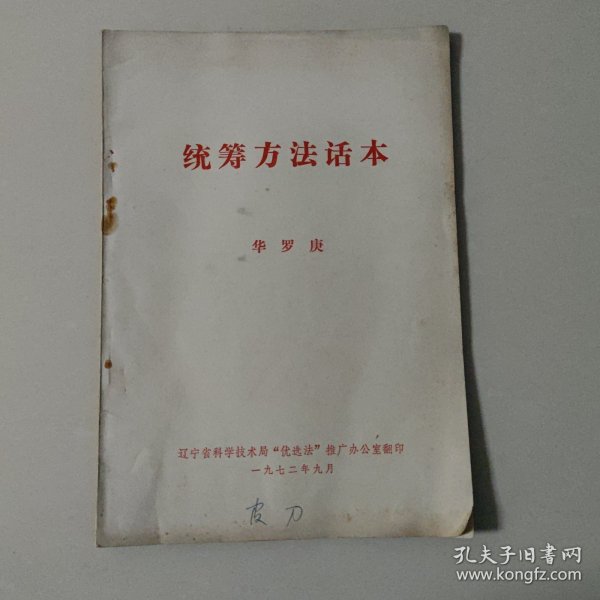 统筹方法话本
华罗庚
辽宁省科学技术局“优选法”推广办公室翻印
一九七二年九月
皮刀
孔夫子旧书网
www.kongfz.com